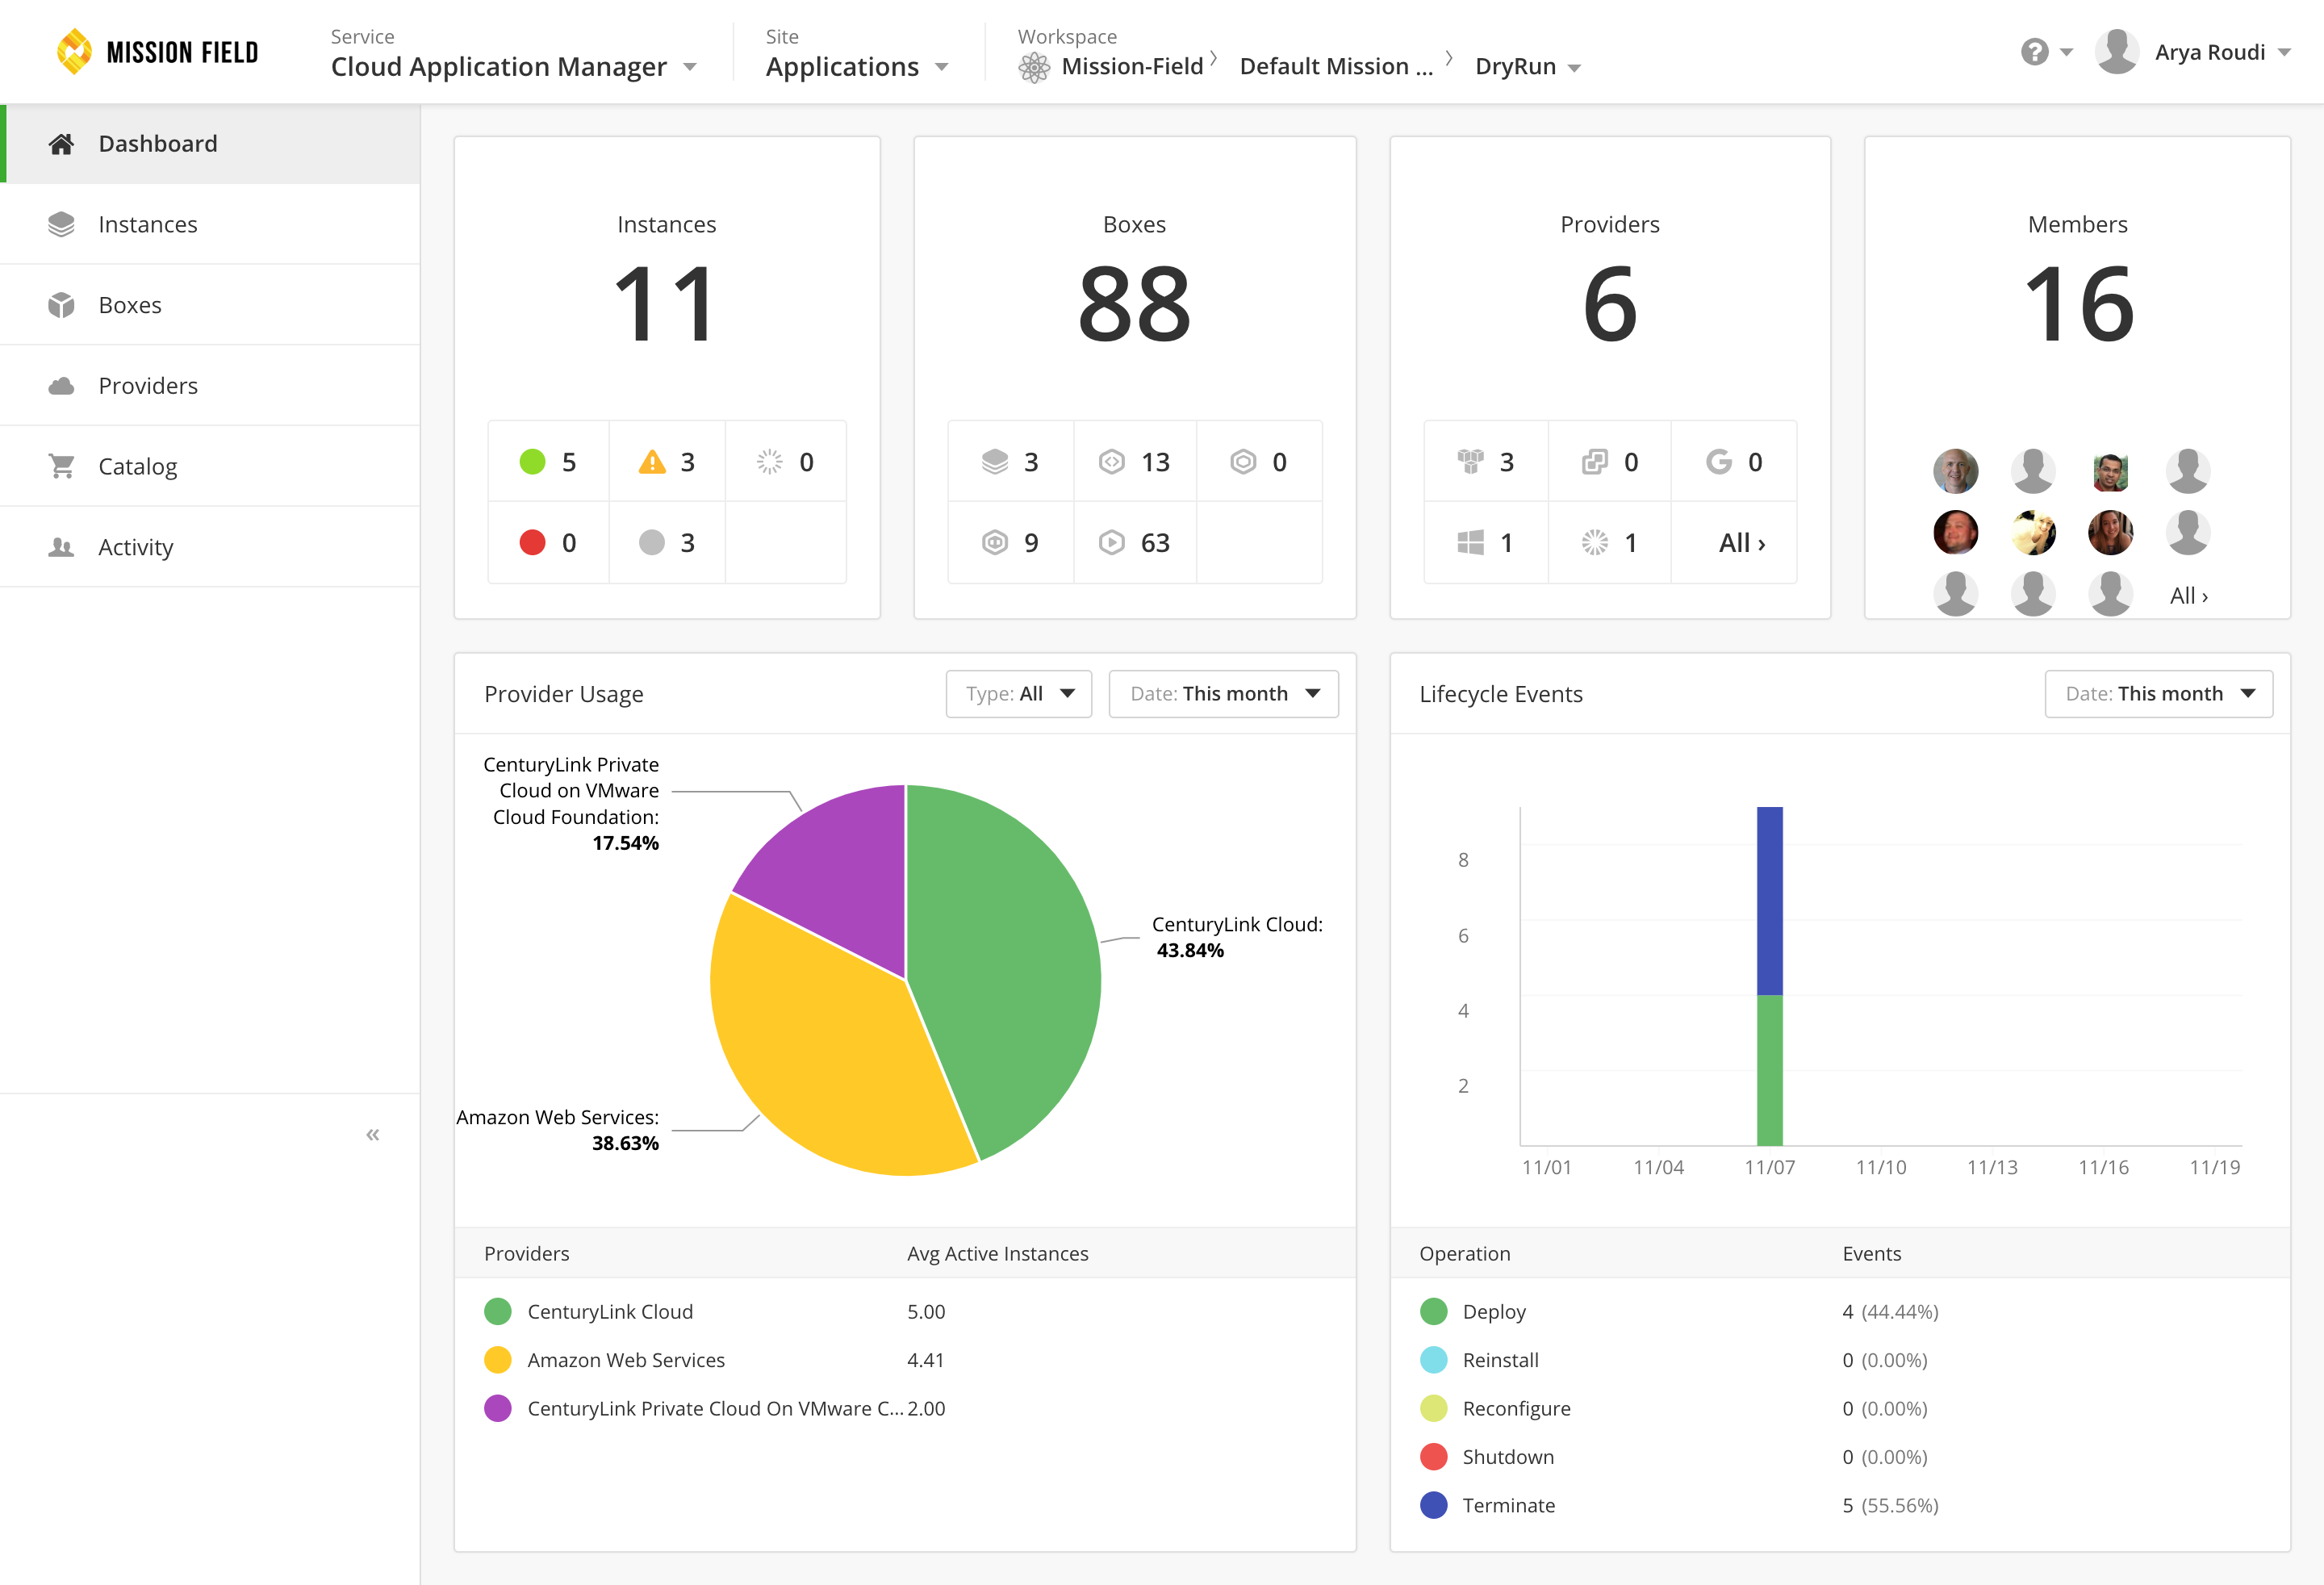 MISSION FIELD
Service
Cloud Application Manager
Site
Applications
Workspace
Mission-Field
Default Mission ...
DryRun
?
Arya Roudi
Dashboard
Instances
Boxes
Providers
Catalog
Activity
«
Instances
11
5
3
0
0
3
Boxes
88
3
13
0
9
63
Providers
6
3
0
G 0
1
1
All ›
Members
16
All ›
Provider Usage
Type: All
Date: This month
CenturyLink Private
Cloud on VMware
Cloud Foundation:
17.54%
CenturyLink Cloud:
43.84%
Amazon Web Services:
38.63%
Providers Avg Active Instances
CenturyLink Cloud 5.00
Amazon Web Services 4.41
CenturyLink Private Cloud On VMware C... 2.00
Lifecycle Events
Date: This month
8
6
4
2
11/01 11/04 11/07 11/10 11/13 11/16 11/19
Operation Events
Deploy 4 (44.44%)
Reinstall 0 (0.00%)
Reconfigure 0 (0.00%)
Shutdown 0 (0.00%)
Terminate 5 (55.56%)